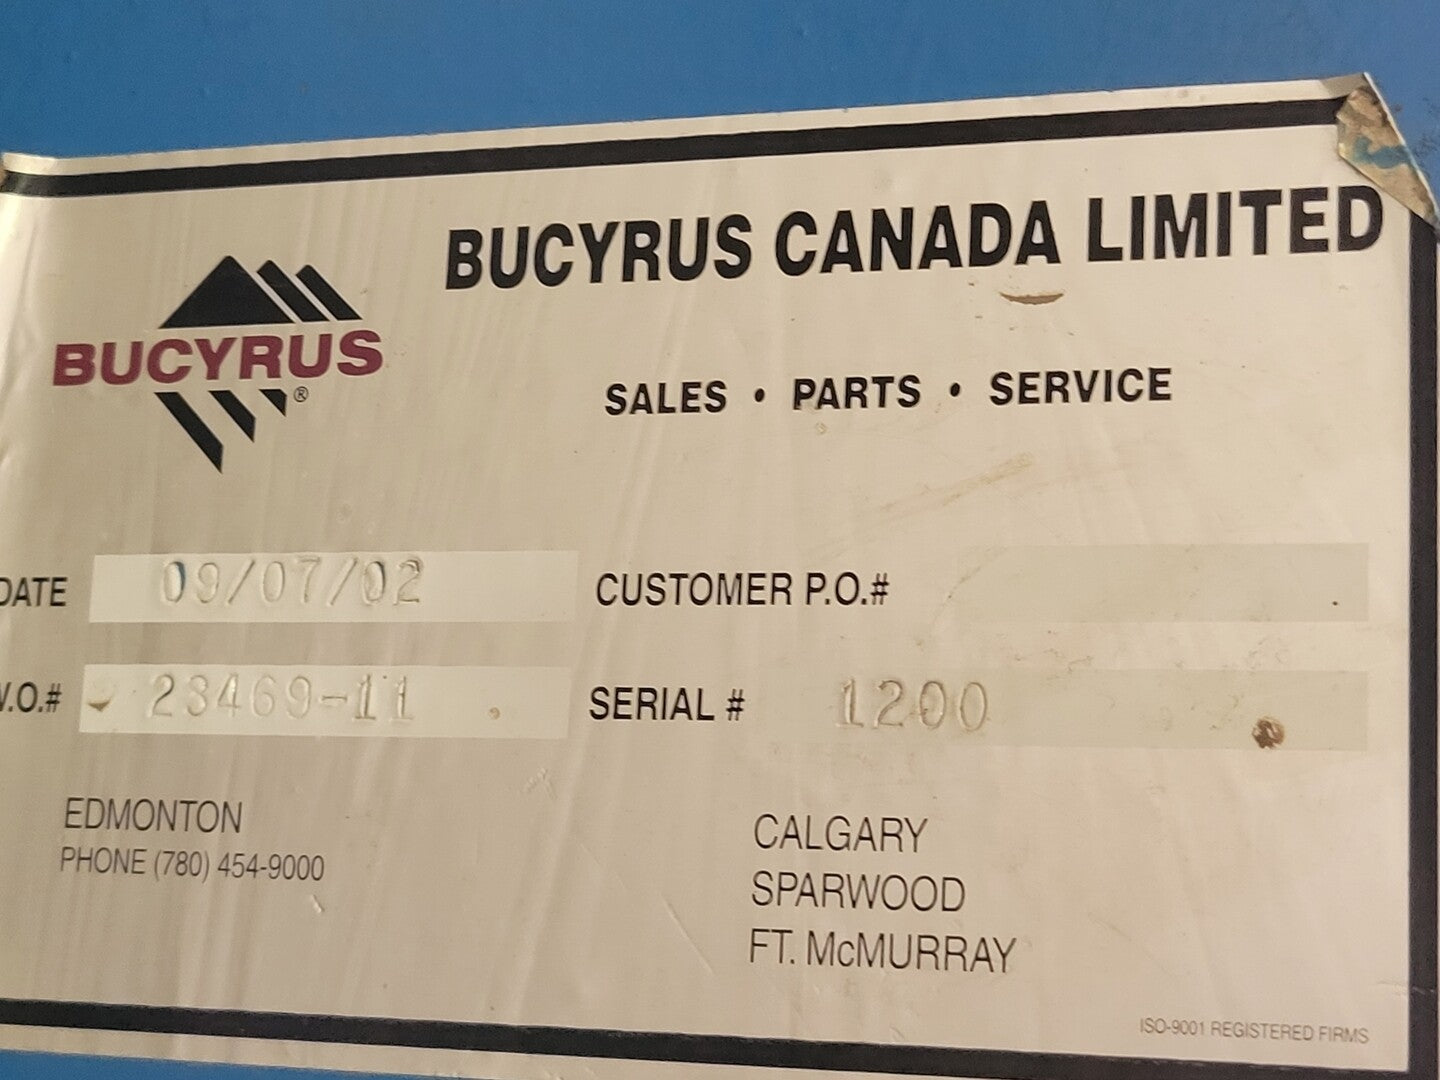 BUCYRUS CANADA LIMITED
BUCYRUS®
SALES • PARTS • SERVICE
DATE 09/07/02 CUSTOMER P.O.#
W.O.# 23469-11 SERIAL # 1200
EDMONTON
PHONE (780) 454-9000
CALGARY
SPARWOOD
FT. McMURRAY
ISO-9001 REGISTERED FIRMS